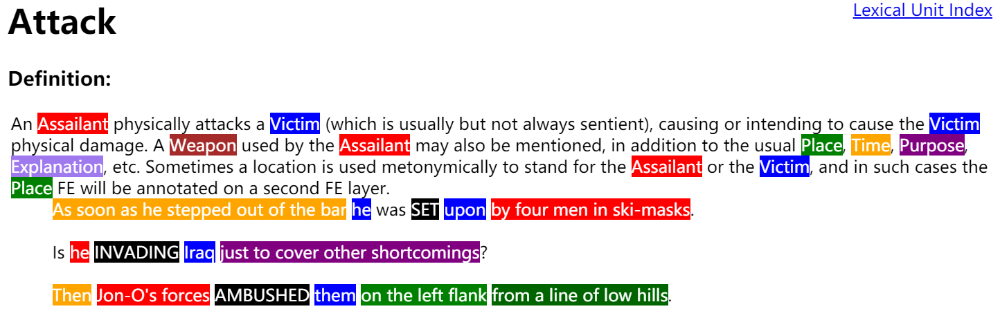 Attack
Lexical Unit Index
Definition:
An Assailant physically attacks a Victim (which is usually but not always sentient), causing or intending to cause the Victim
physical damage. A Weapon used by the Assailant may also be mentioned, in addition to the usual Place, Time, Purpose,
Explanation, etc. Sometimes a location is used metonymically to stand for the Assailant or the Victim, and in such cases the
Place FE will be annotated on a second FE layer.
As soon as he stepped out of the bar he was SET upon by four men in ski-masks.
Is he INVADING Iraq just to cover other shortcomings?
Then Jon-O's forces AMBUSHED them on the left flank from a line of low hills.